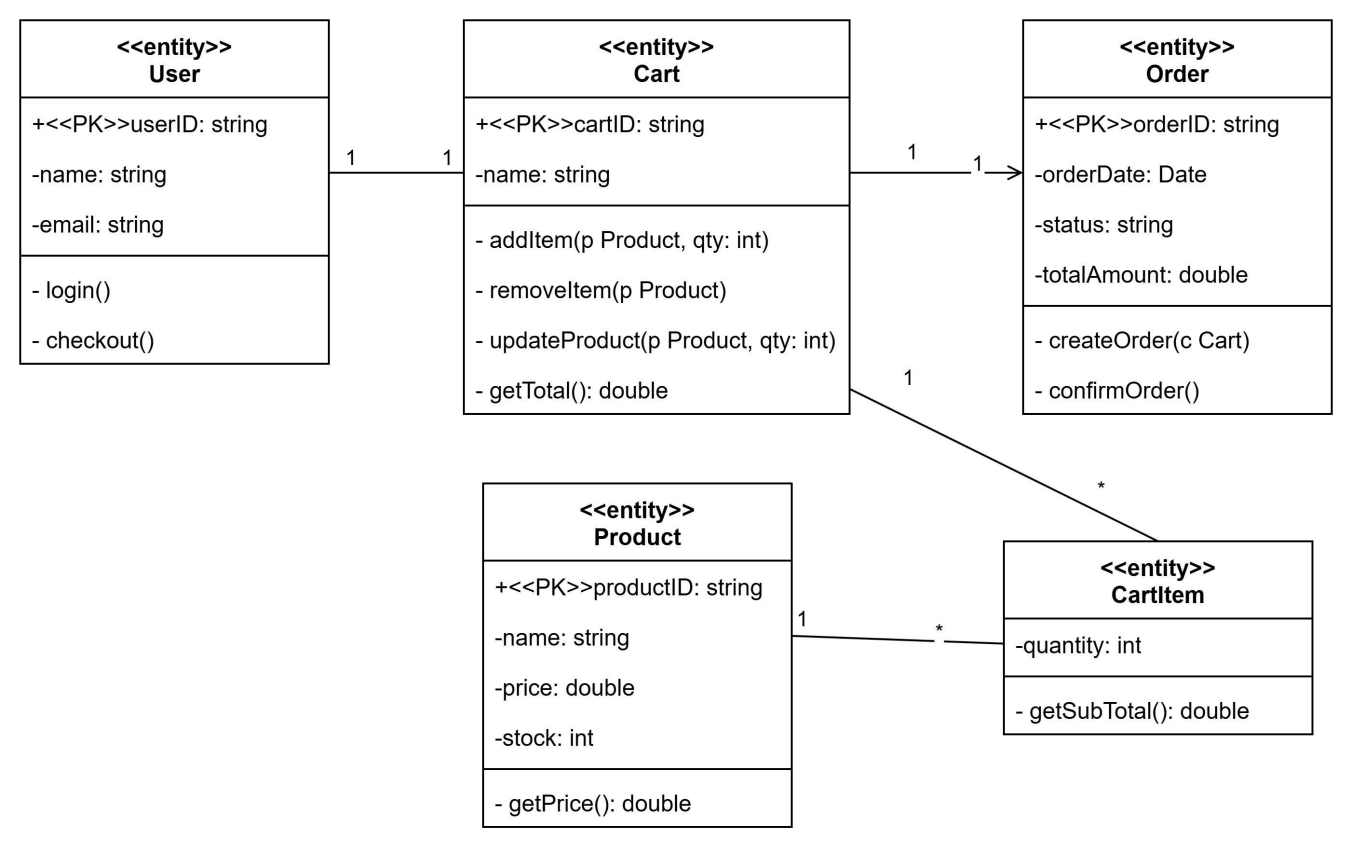 <<entity>>
User
+<<PK>>userID: string
-name: string
-email: string
- login()
- checkout()
1
1
<<entity>>
Cart
+<<PK>>cartID: string
-name: string
- addItem(p Product, qty: int)
- removeItem(p Product)
- updateProduct(p Product, qty: int)
- getTotal(): double
1
1
<<entity>>
Order
+<<PK>>orderID: string
-orderDate: Date
-status: string
-totalAmount: double
- createOrder(c Cart)
- confirmOrder()
1
*
<<entity>>
Product
+<<PK>>productID: string
-name: string
-price: double
-stock: int
- getPrice(): double
1
*
<<entity>>
CartItem
-quantity: int
- getSubTotal(): double